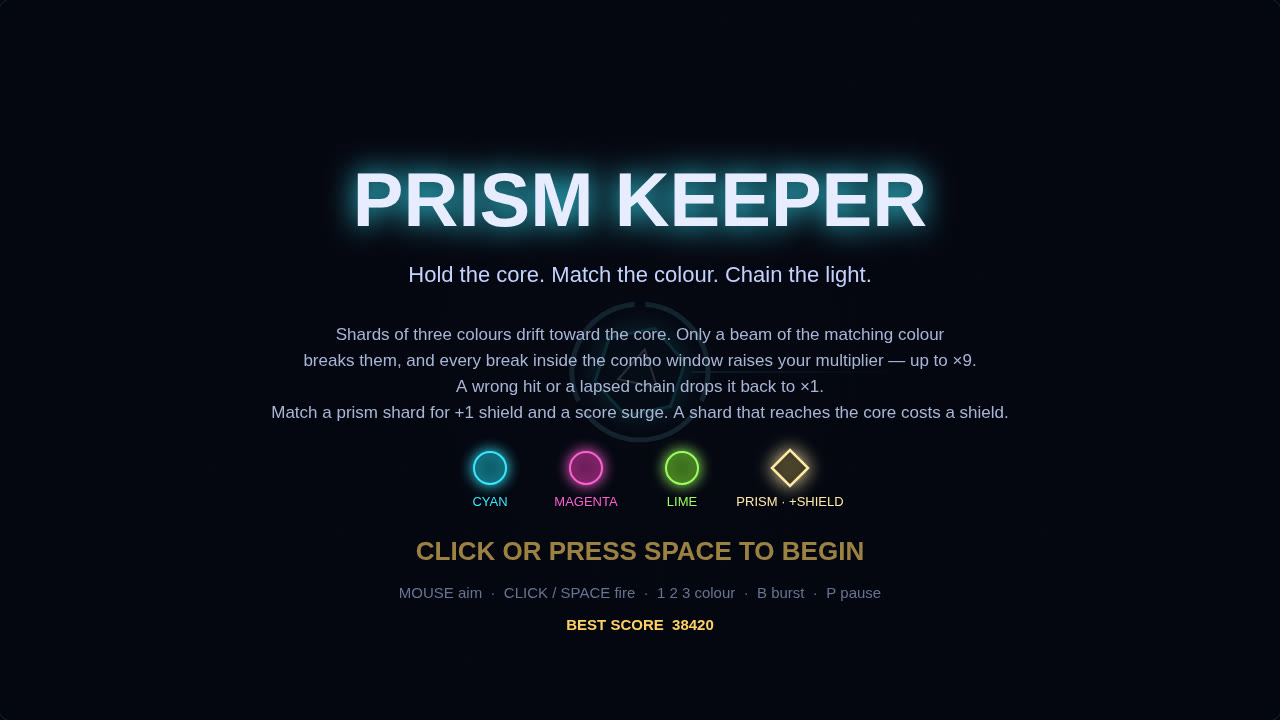 PRISM KEEPER
Hold the core. Match the colour. Chain the light.
Shards of three colours drift toward the core. Only a beam of the matching colour
breaks them, and every break inside the combo window raises your multiplier — up to ×9.
A wrong hit or a lapsed chain drops it back to ×1.
Match a prism shard for +1 shield and a score surge. A shard that reaches the core costs a shield.
CYAN MAGENTA LIME PRISM · +SHIELD
CLICK OR PRESS SPACE TO BEGIN
MOUSE aim · CLICK / SPACE fire · 1 2 3 colour · B burst · P pause
BEST SCORE 38420